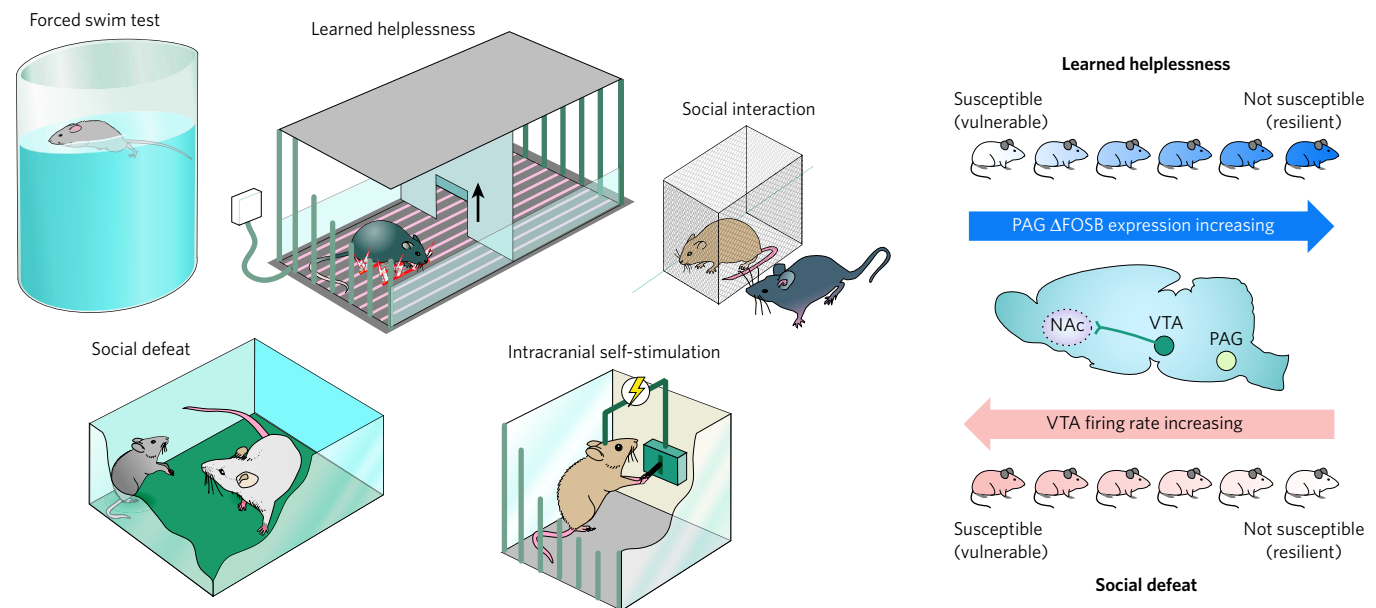 Forced swim test
Learned helplessness
Social interaction
Social defeat
Intracranial self-stimulation
Learned helplessness
Susceptible
(vulnerable)
Not susceptible
(resilient)
PAG ΔFOSB expression increasing
NAc
VTA
PAG
VTA firing rate increasing
Susceptible
(vulnerable)
Not susceptible
(resilient)
Social defeat